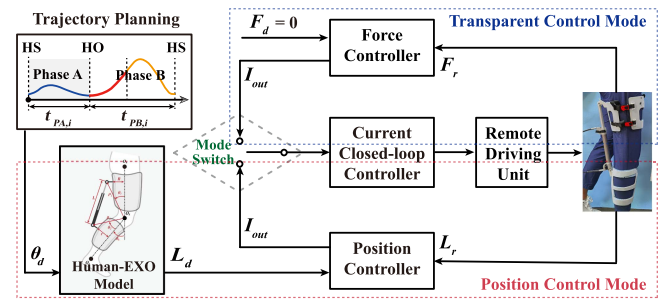 Trajectory Planning
HS HO HS
Phase A Phase B
t_PA,i t_PB,i
F_d = 0
Force
Controller
Transparent Control Mode
F_r
I_out
Mode
Switch
Current
Closed-loop
Controller
Remote
Driving
Unit
I_out
θ_d
Human-EXO
Model
L_d
Position
Controller
L_r
Position Control Mode